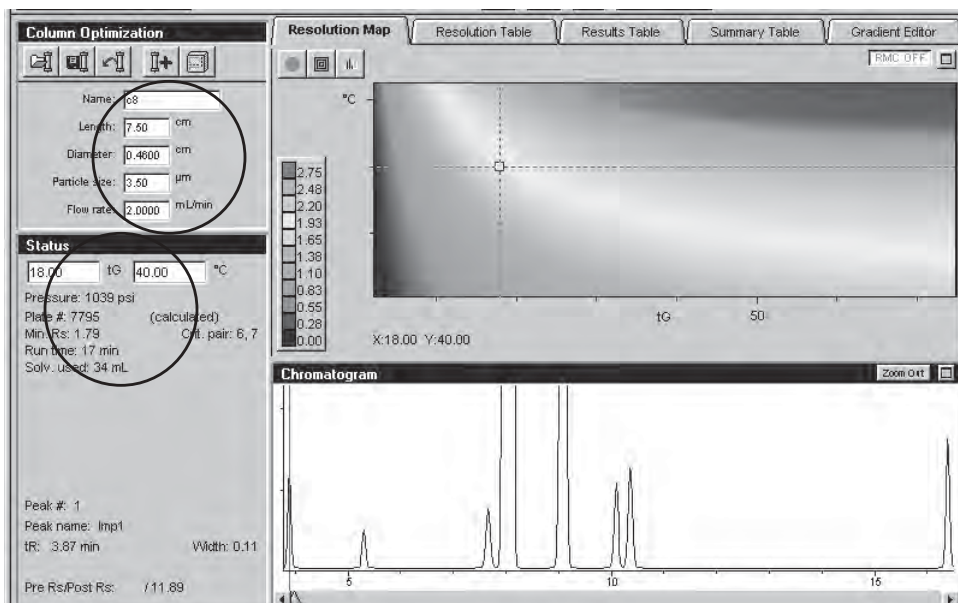 Column Optimization
Name: c8
Length: 7.50 cm
Diameter: 0.4600 cm
Particle size: 3.50 µm
Flow rate: 2.0000 mL/min
Status
18.00 tG 40.00 °C
Pressure: 1039 psi
Plate #: 7795 (calculated)
Min. Rs: 1.79 Crit. pair: 6, 7
Run time: 17 min
Solv. used: 34 mL
Peak #: 1
Peak name: Imp1
tR: 3.87 min Width: 0.11
Pre Rs/Post Rs: / 11.89
Resolution Map Resolution Table Results Table Summary Table Gradient Editor
RMC OFF
°C
2.75
2.48
2.20
1.93
1.65
1.38
1.10
0.83
0.55
0.28
0.00
tG 50
X:18.00 Y:40.00
Chromatogram Zoom Out
5 10 15